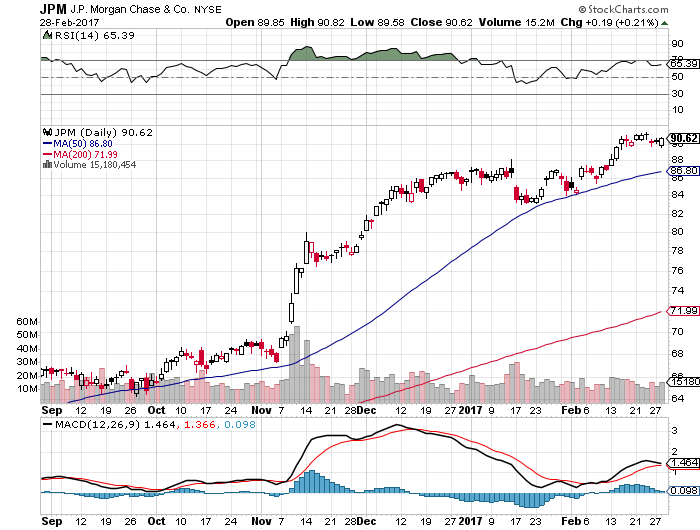 JPM J.P. Morgan Chase & Co. NYSE © StockCharts.com
28-Feb-2017 Open 89.85 High 90.82 Low 89.58 Close 90.62 Volume 15.2M Chg +0.19 (+0.21%)
RSI(14) 65.39
90
70
65.39
50
30
10
JPM (Daily) 90.62
MA(50) 86.80
MA(200) 71.99
Volume 15,180,454
90.62
88
86.80
86
84
82
80
78
76
74
72
71.99
70
68
66
64
60M
50M
40M
30M
20M
10M
15180
Sep 12 19 26 Oct 10 17 24 Nov 7 14 21 28 Dec 12 19 27 2017 9 17 23 Feb 6 13 21 27
MACD(12,26,9) 1.464, 1.366, 0.098
3
2
1.464
1
0.098
Sep 12 19 26 Oct 10 17 24 Nov 7 14 21 28 Dec 12 19 27 2017 9 17 23 Feb 6 13 21 27